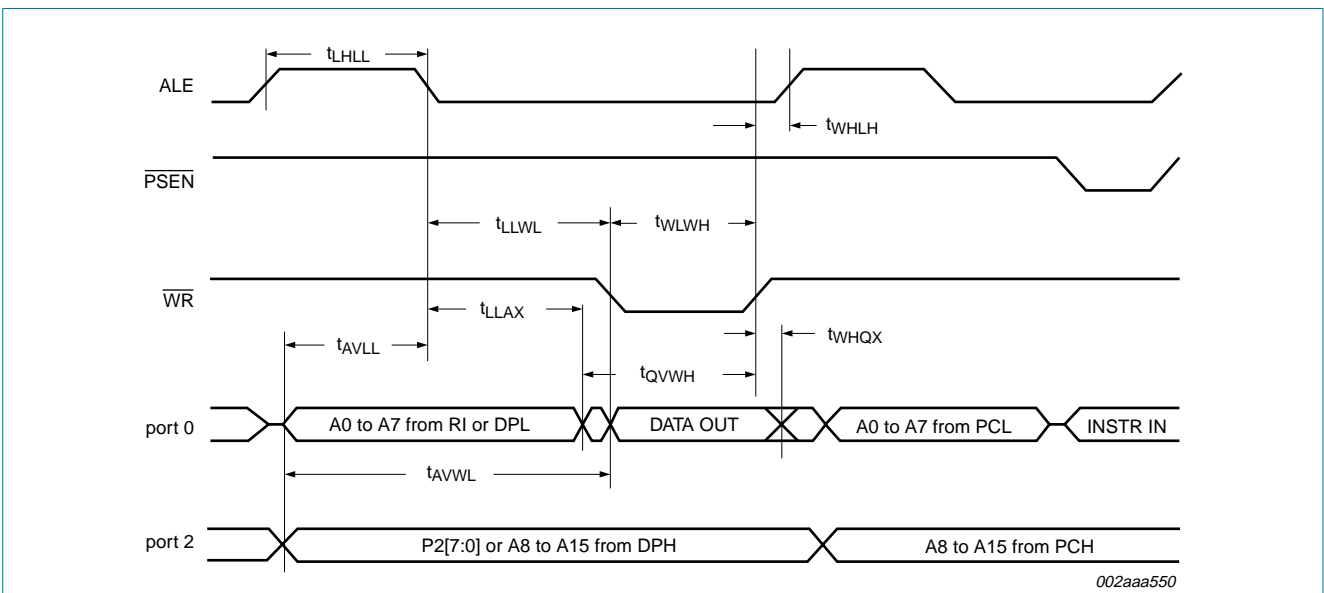 tLHLL
ALE
tWHLH
PSEN
tLLWL
tWLWH
WR
tLLAX
tWHQX
tAVLL
tQVWH
port 0
A0 to A7 from RI or DPL
DATA OUT
A0 to A7 from PCL
INSTR IN
tAVWL
port 2
P2[7:0] or A8 to A15 from DPH
A8 to A15 from PCH
002aaa550